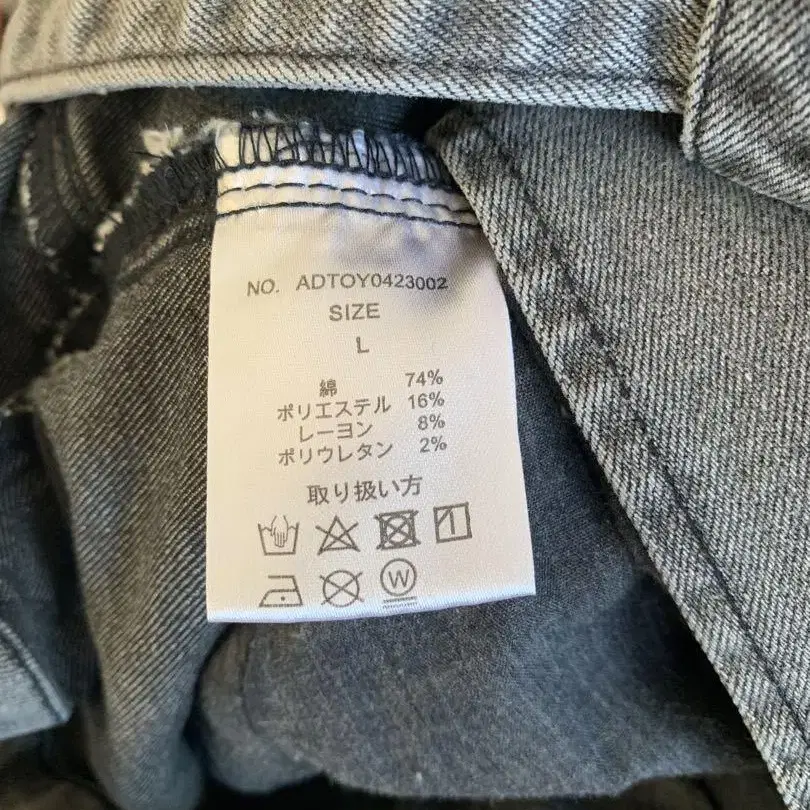 NO. ADTOY0423002
SIZE
L
綿 74%
ポリエステル 16%
レーヨン 8%
ポリウレタン 2%
取り扱い方
W